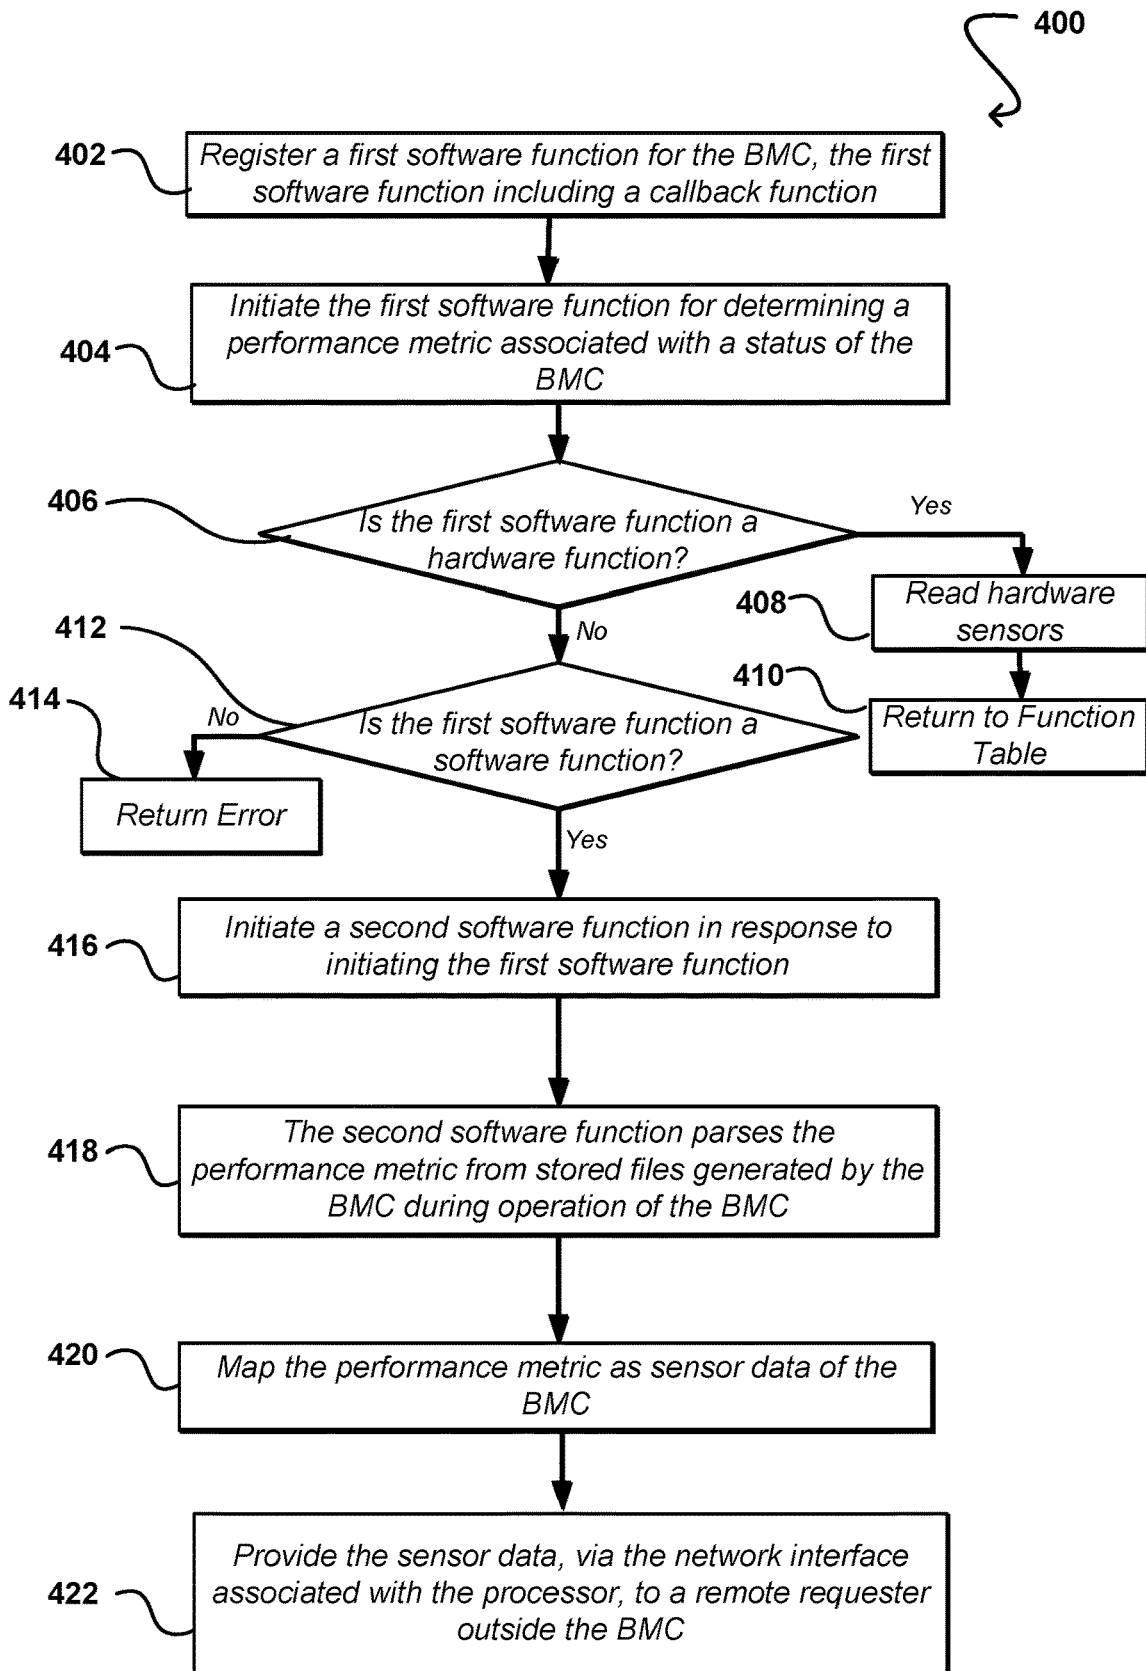 400
402
Register a first software function for the BMC, the first
software function including a callback function
404
Initiate the first software function for determining a
performance metric associated with a status of the
BMC
406
Is the first software function a
hardware function?
Yes
408
Read hardware
sensors
No
412
410
Return to Function
Table
414
No
Is the first software function a
software function?
Return Error
Yes
416
Initiate a second software function in response to
initiating the first software function
418
The second software function parses the
performance metric from stored files generated by the
BMC during operation of the BMC
420
Map the performance metric as sensor data of the
BMC
422
Provide the sensor data, via the network interface
associated with the processor, to a remote requester
outside the BMC